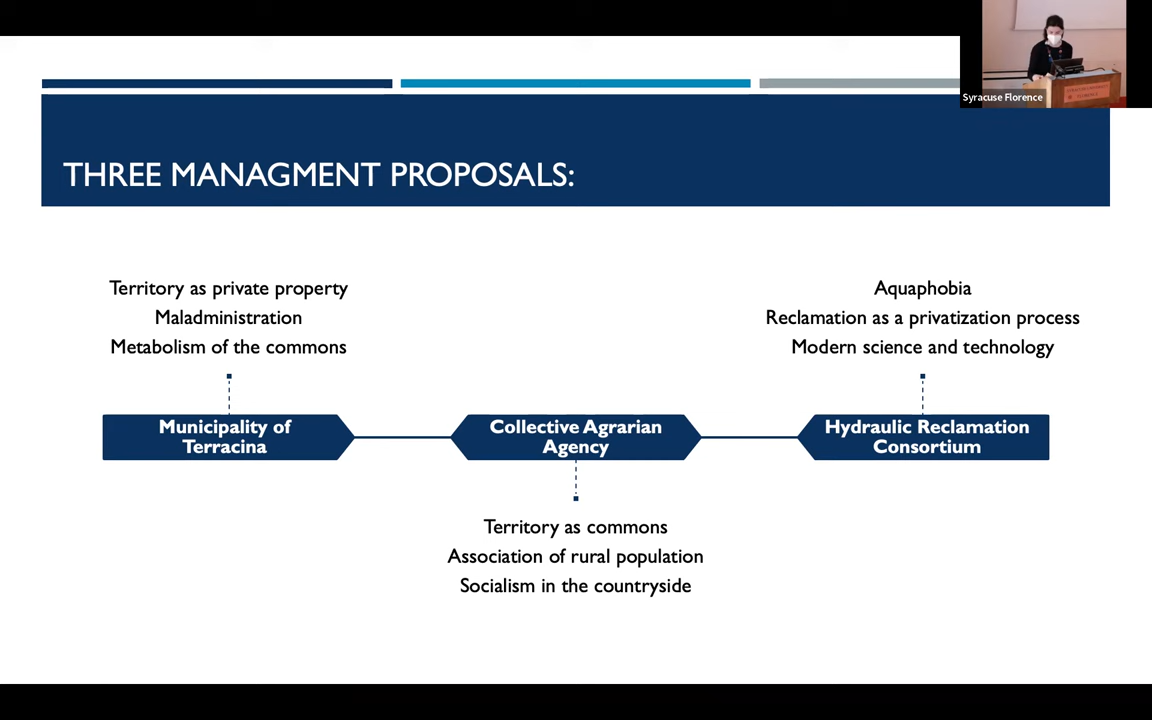 Syracuse Florence
THREE MANAGMENT PROPOSALS:
Territory as private property
Maladministration
Metabolism of the commons
Aquaphobia
Reclamation as a privatization process
Modern science and technology
Municipality of
Terracina
Collective Agrarian
Agency
Hydraulic Reclamation
Consortium
Territory as commons
Association of rural population
Socialism in the countryside